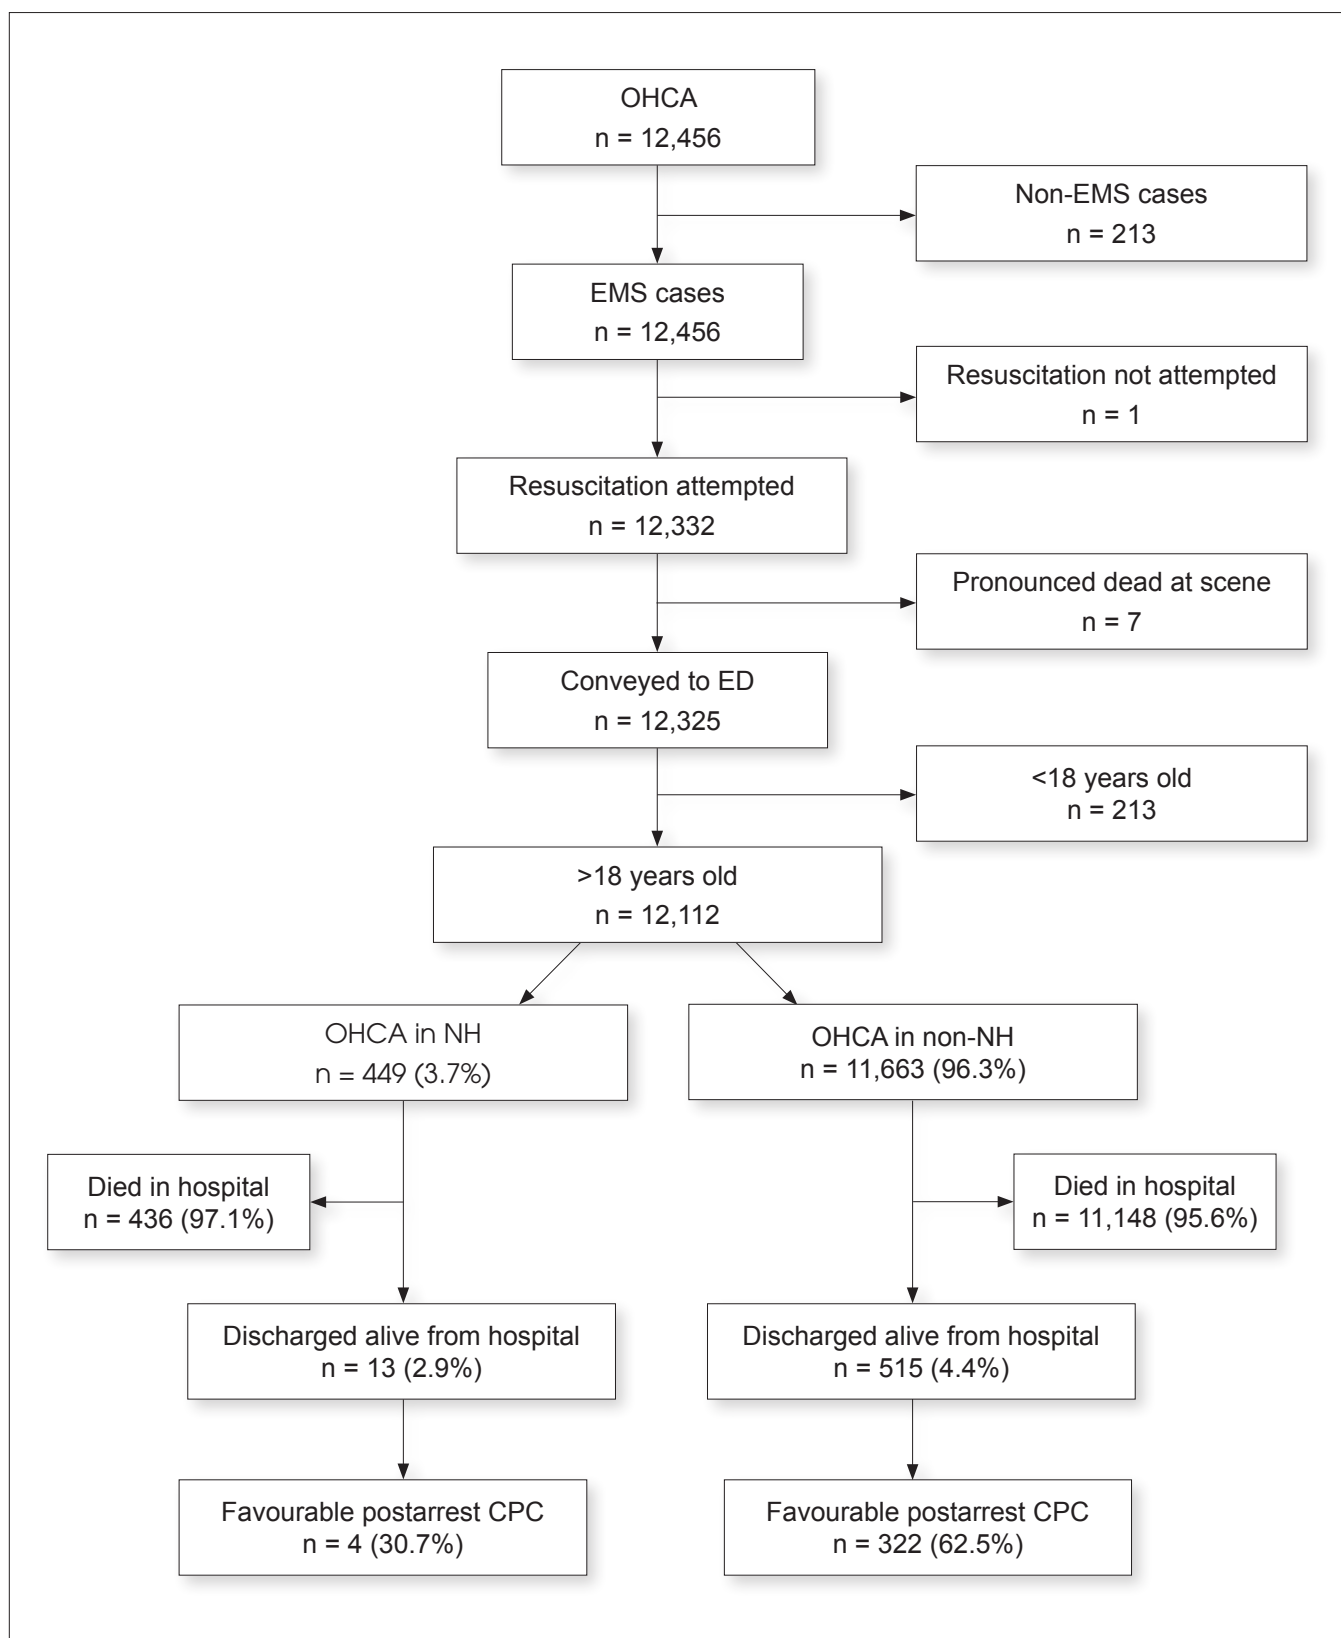 OHCA
n = 12,456
Non-EMS cases
n = 213
EMS cases
n = 12,456
Resuscitation not attempted
n = 1
Resuscitation attempted
n = 12,332
Pronounced dead at scene
n = 7
Conveyed to ED
n = 12,325
<18 years old
n = 213
>18 years old
n = 12,112
OHCA in NH
n = 449 (3.7%)
OHCA in non-NH
n = 11,663 (96.3%)
Died in hospital
n = 436 (97.1%)
Died in hospital
n = 11,148 (95.6%)
Discharged alive from hospital
n = 13 (2.9%)
Discharged alive from hospital
n = 515 (4.4%)
Favourable postarrest CPC
n = 4 (30.7%)
Favourable postarrest CPC
n = 322 (62.5%)